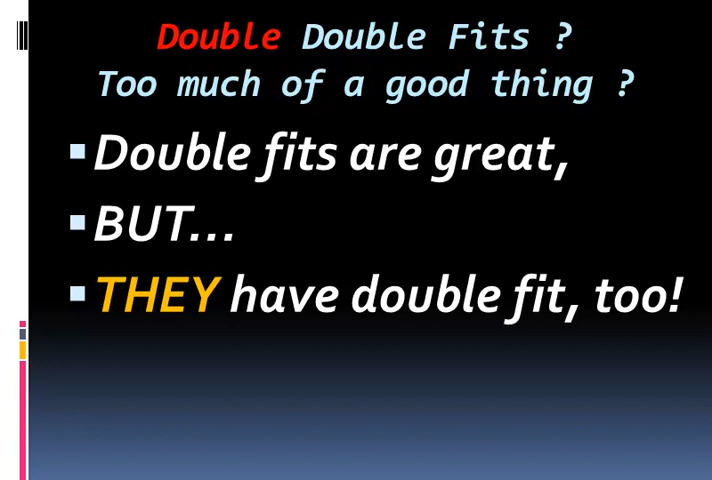 Double Double Fits ?
Too much of a good thing ?
Double fits are great,
BUT...
THEY have double fit, too!